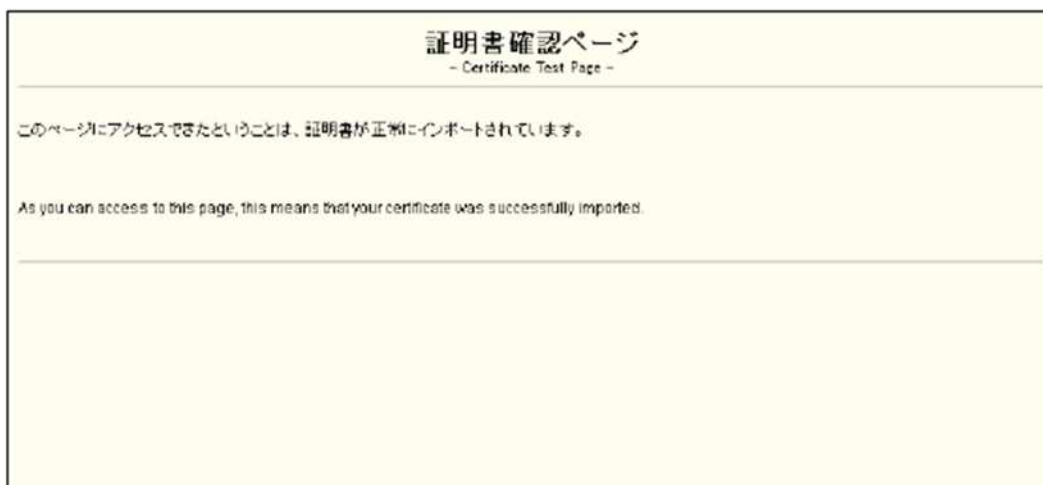 証明書確認ページ
- Certificate Test Page -
このページにアクセスできたということは、証明書が正常にインポートされています。
As you can access to this page, this means that your certificate was successfully imported.